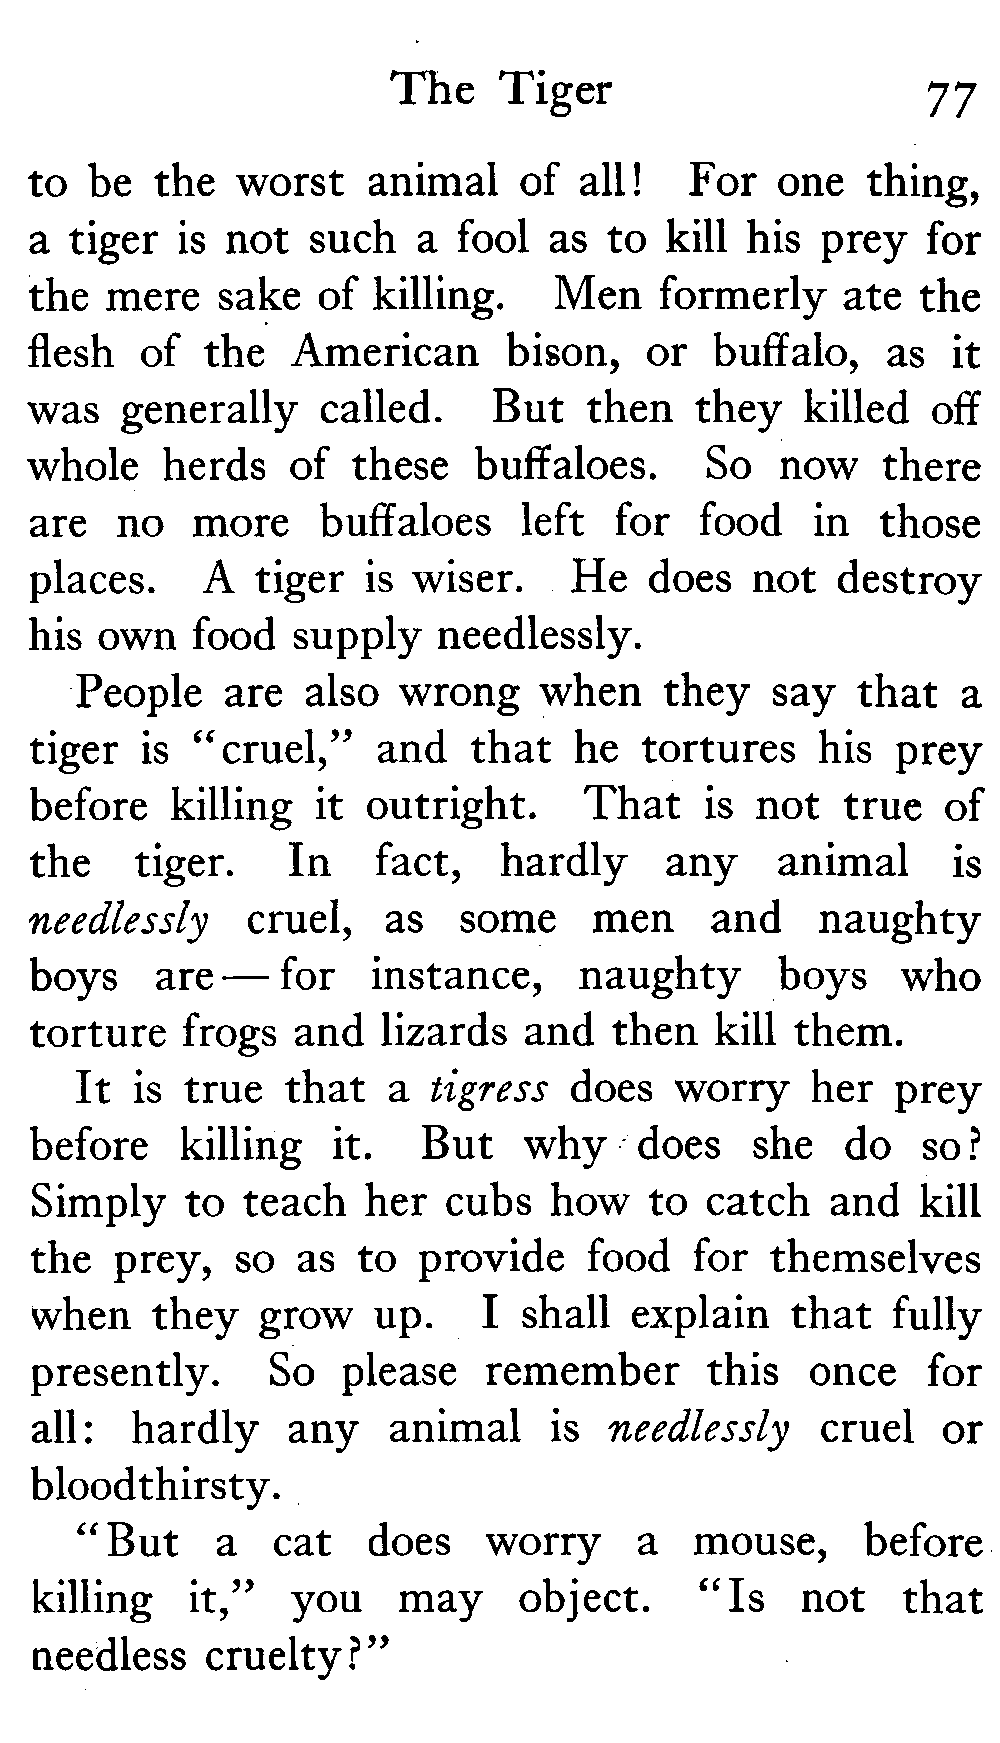 The Tiger 77
to be the worst animal of all! For one thing,
a tiger is not such a fool as to kill his prey for
the mere sake of killing. Men formerly ate the
flesh of the American bison, or buffalo, as it
was generally called. But then they killed off
whole herds of these buffaloes. So now there
are no more buffaloes left for food in those
places. A tiger is wiser. He does not destroy
his own food supply needlessly.
People are also wrong when they say that a
tiger is "cruel," and that he tortures his prey
before killing it outright. That is not true of
the tiger. In fact, hardly any animal is
needlessly cruel, as some men and naughty
boys are—for instance, naughty boys who
torture frogs and lizards and then kill them.
It is true that a tigress does worry her prey
before killing it. But why does she do so?
Simply to teach her cubs how to catch and kill
the prey, so as to provide food for themselves
when they grow up. I shall explain that fully
presently. So please remember this once for
all: hardly any animal is needlessly cruel or
bloodthirsty.
"But a cat does worry a mouse, before
killing it," you may object. "Is not that
needless cruelty?"